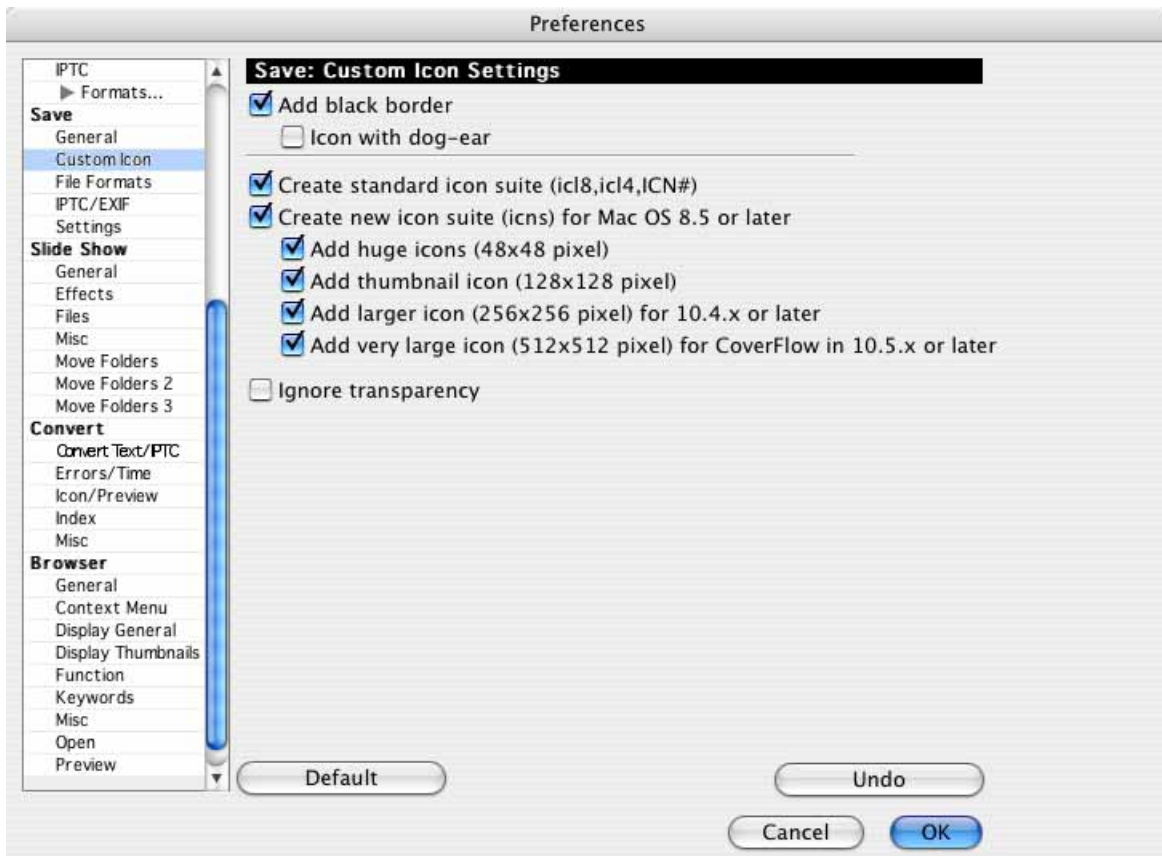 Preferences
IPTC
Formats...
Save
General
Custom Icon
File Formats
IPTC/EXIF
Settings
Slide Show
General
Effects
Files
Misc
Move Folders
Move Folders 2
Move Folders 3
Convert
Convert Text/IPTC
Errors/Time
Icon/Preview
Index
Misc
Browser
General
Context Menu
Display General
Display Thumbnails
Function
Keywords
Misc
Open
Preview
Save: Custom Icon Settings
Add black border
Icon with dog-ear
Create standard icon suite (icl8,icl4,ICN#)
Create new icon suite (icns) for Mac OS 8.5 or later
Add huge icons (48x48 pixel)
Add thumbnail icon (128x128 pixel)
Add larger icon (256x256 pixel) for 10.4.x or later
Add very large icon (512x512 pixel) for CoverFlow in 10.5.x or later
Ignore transparency
Default
Undo
Cancel
OK